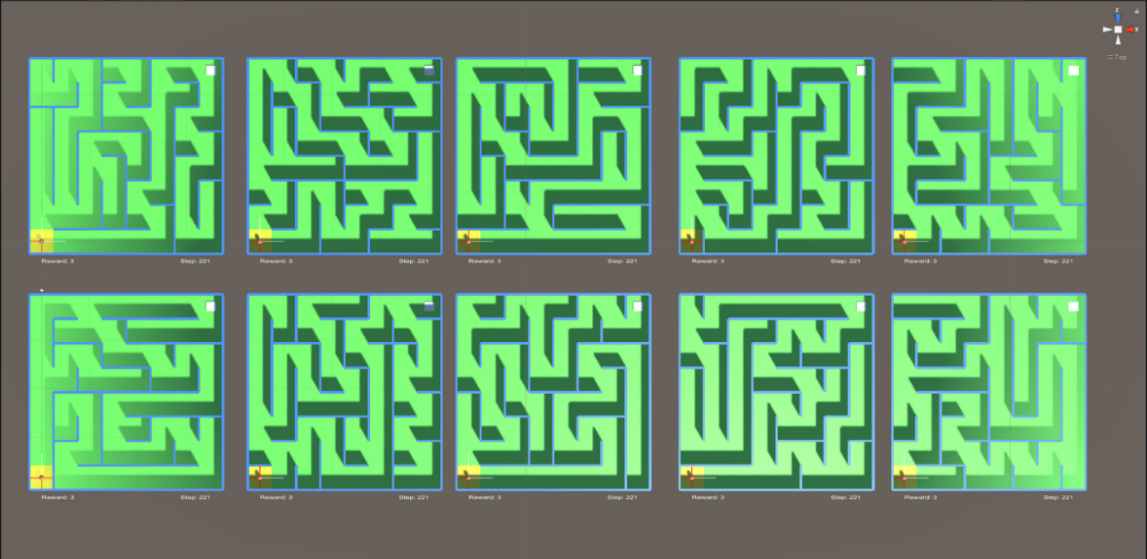 z
x
Top
Reward: 3 Step: 221 Reward: 3 Step: 221 Reward: 3 Step: 221 Reward: 3 Step: 221 Reward: 3 Step: 221
Reward: 3 Step: 221 Reward: 3 Step: 221 Reward: 3 Step: 221 Reward: 3 Step: 221 Reward: 3 Step: 221